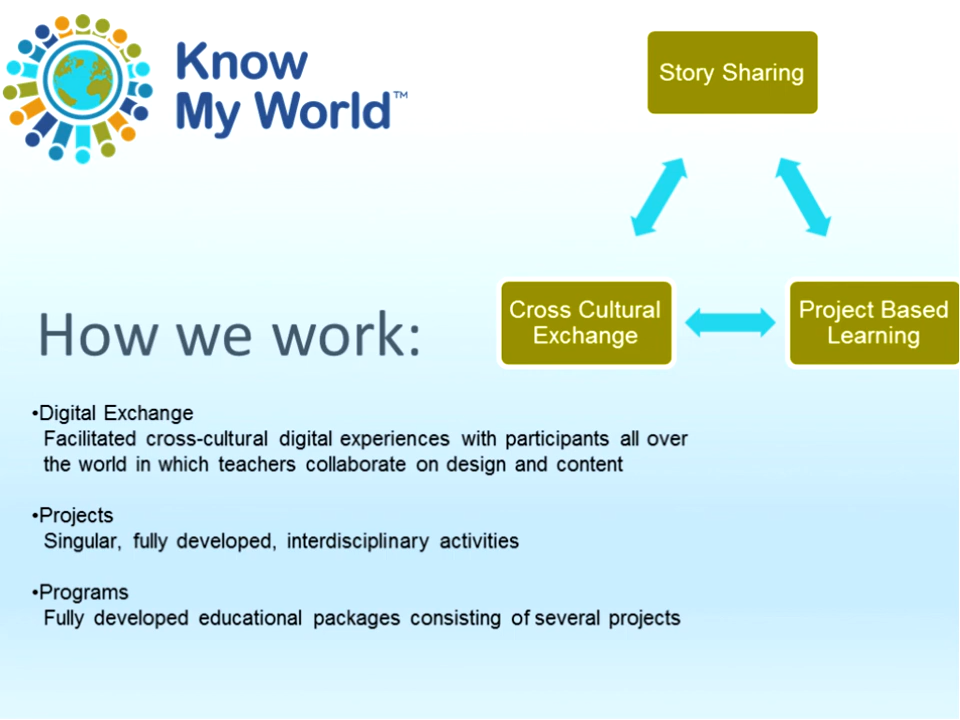 Know
My World™
Story Sharing
Cross Cultural
Exchange
Project Based
Learning
How we work:
•Digital Exchange
Facilitated cross-cultural digital experiences with participants all over
the world in which teachers collaborate on design and content
•Projects
Singular, fully developed, interdisciplinary activities
•Programs
Fully developed educational packages consisting of several projects